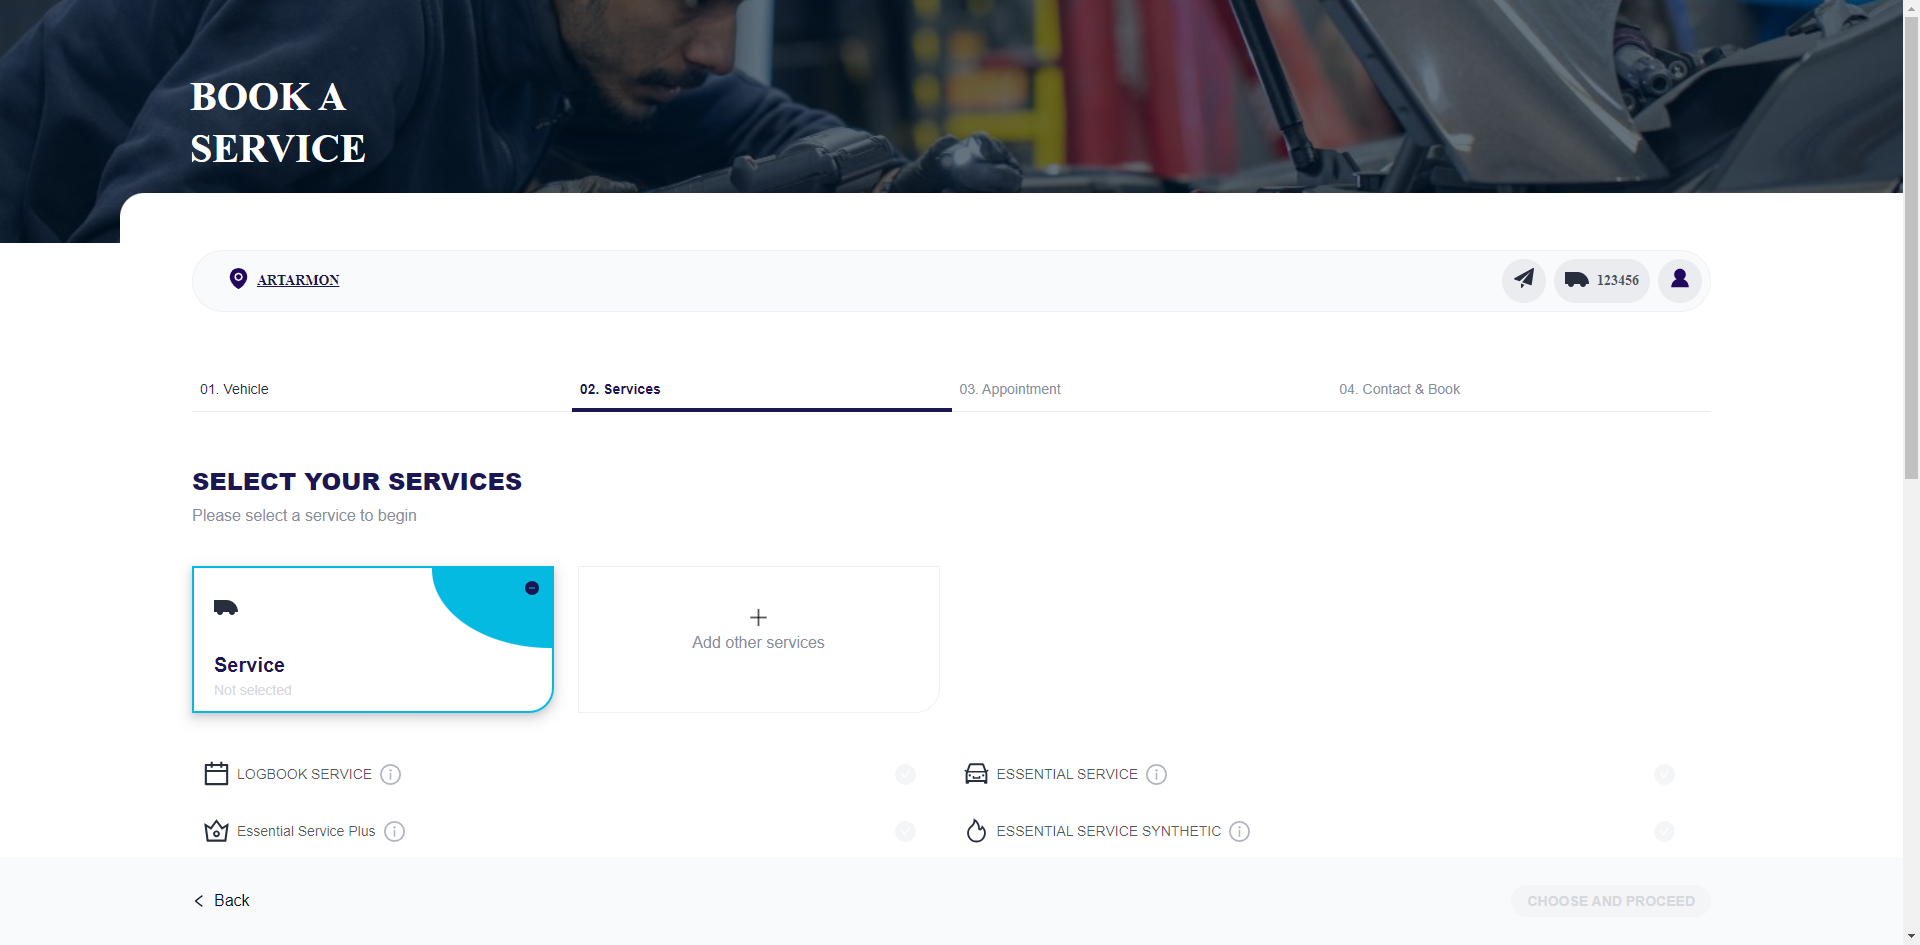 BOOK A
SERVICE
ARTARMON
123456
01. Vehicle
02. Services
03. Appointment
04. Contact & Book
SELECT YOUR SERVICES
Please select a service to begin
Service
Not selected
Add other services
LOGBOOK SERVICE
ESSENTIAL SERVICE
Essential Service Plus
ESSENTIAL SERVICE SYNTHETIC
Back
CHOOSE AND PROCEED